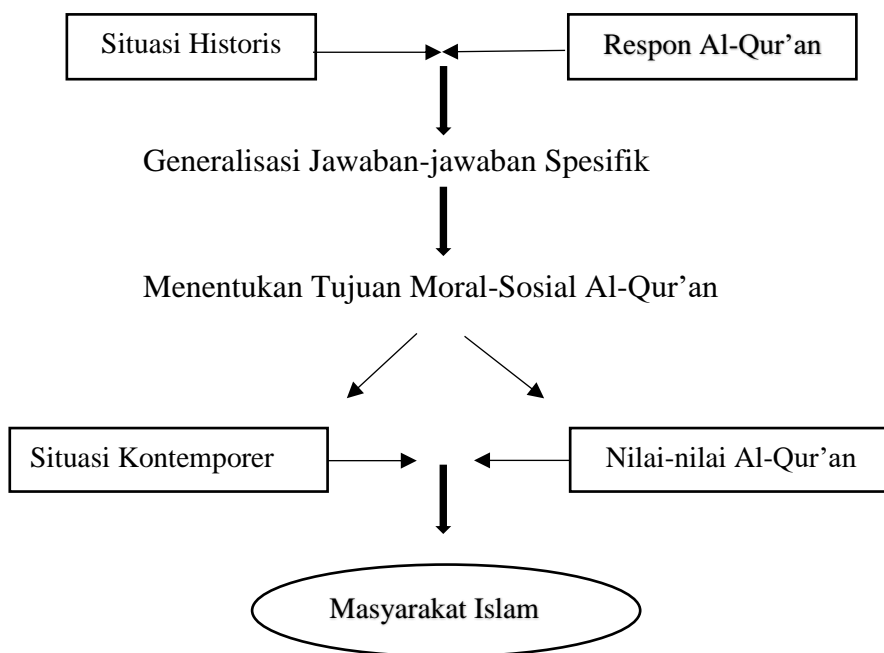 Situasi Historis
Respon Al-Qur’an
Generalisasi Jawaban-jawaban Spesifik
Menentukan Tujuan Moral-Sosial Al-Qur’an
Situasi Kontemporer
Nilai-nilai Al-Qur’an
Masyarakat Islam